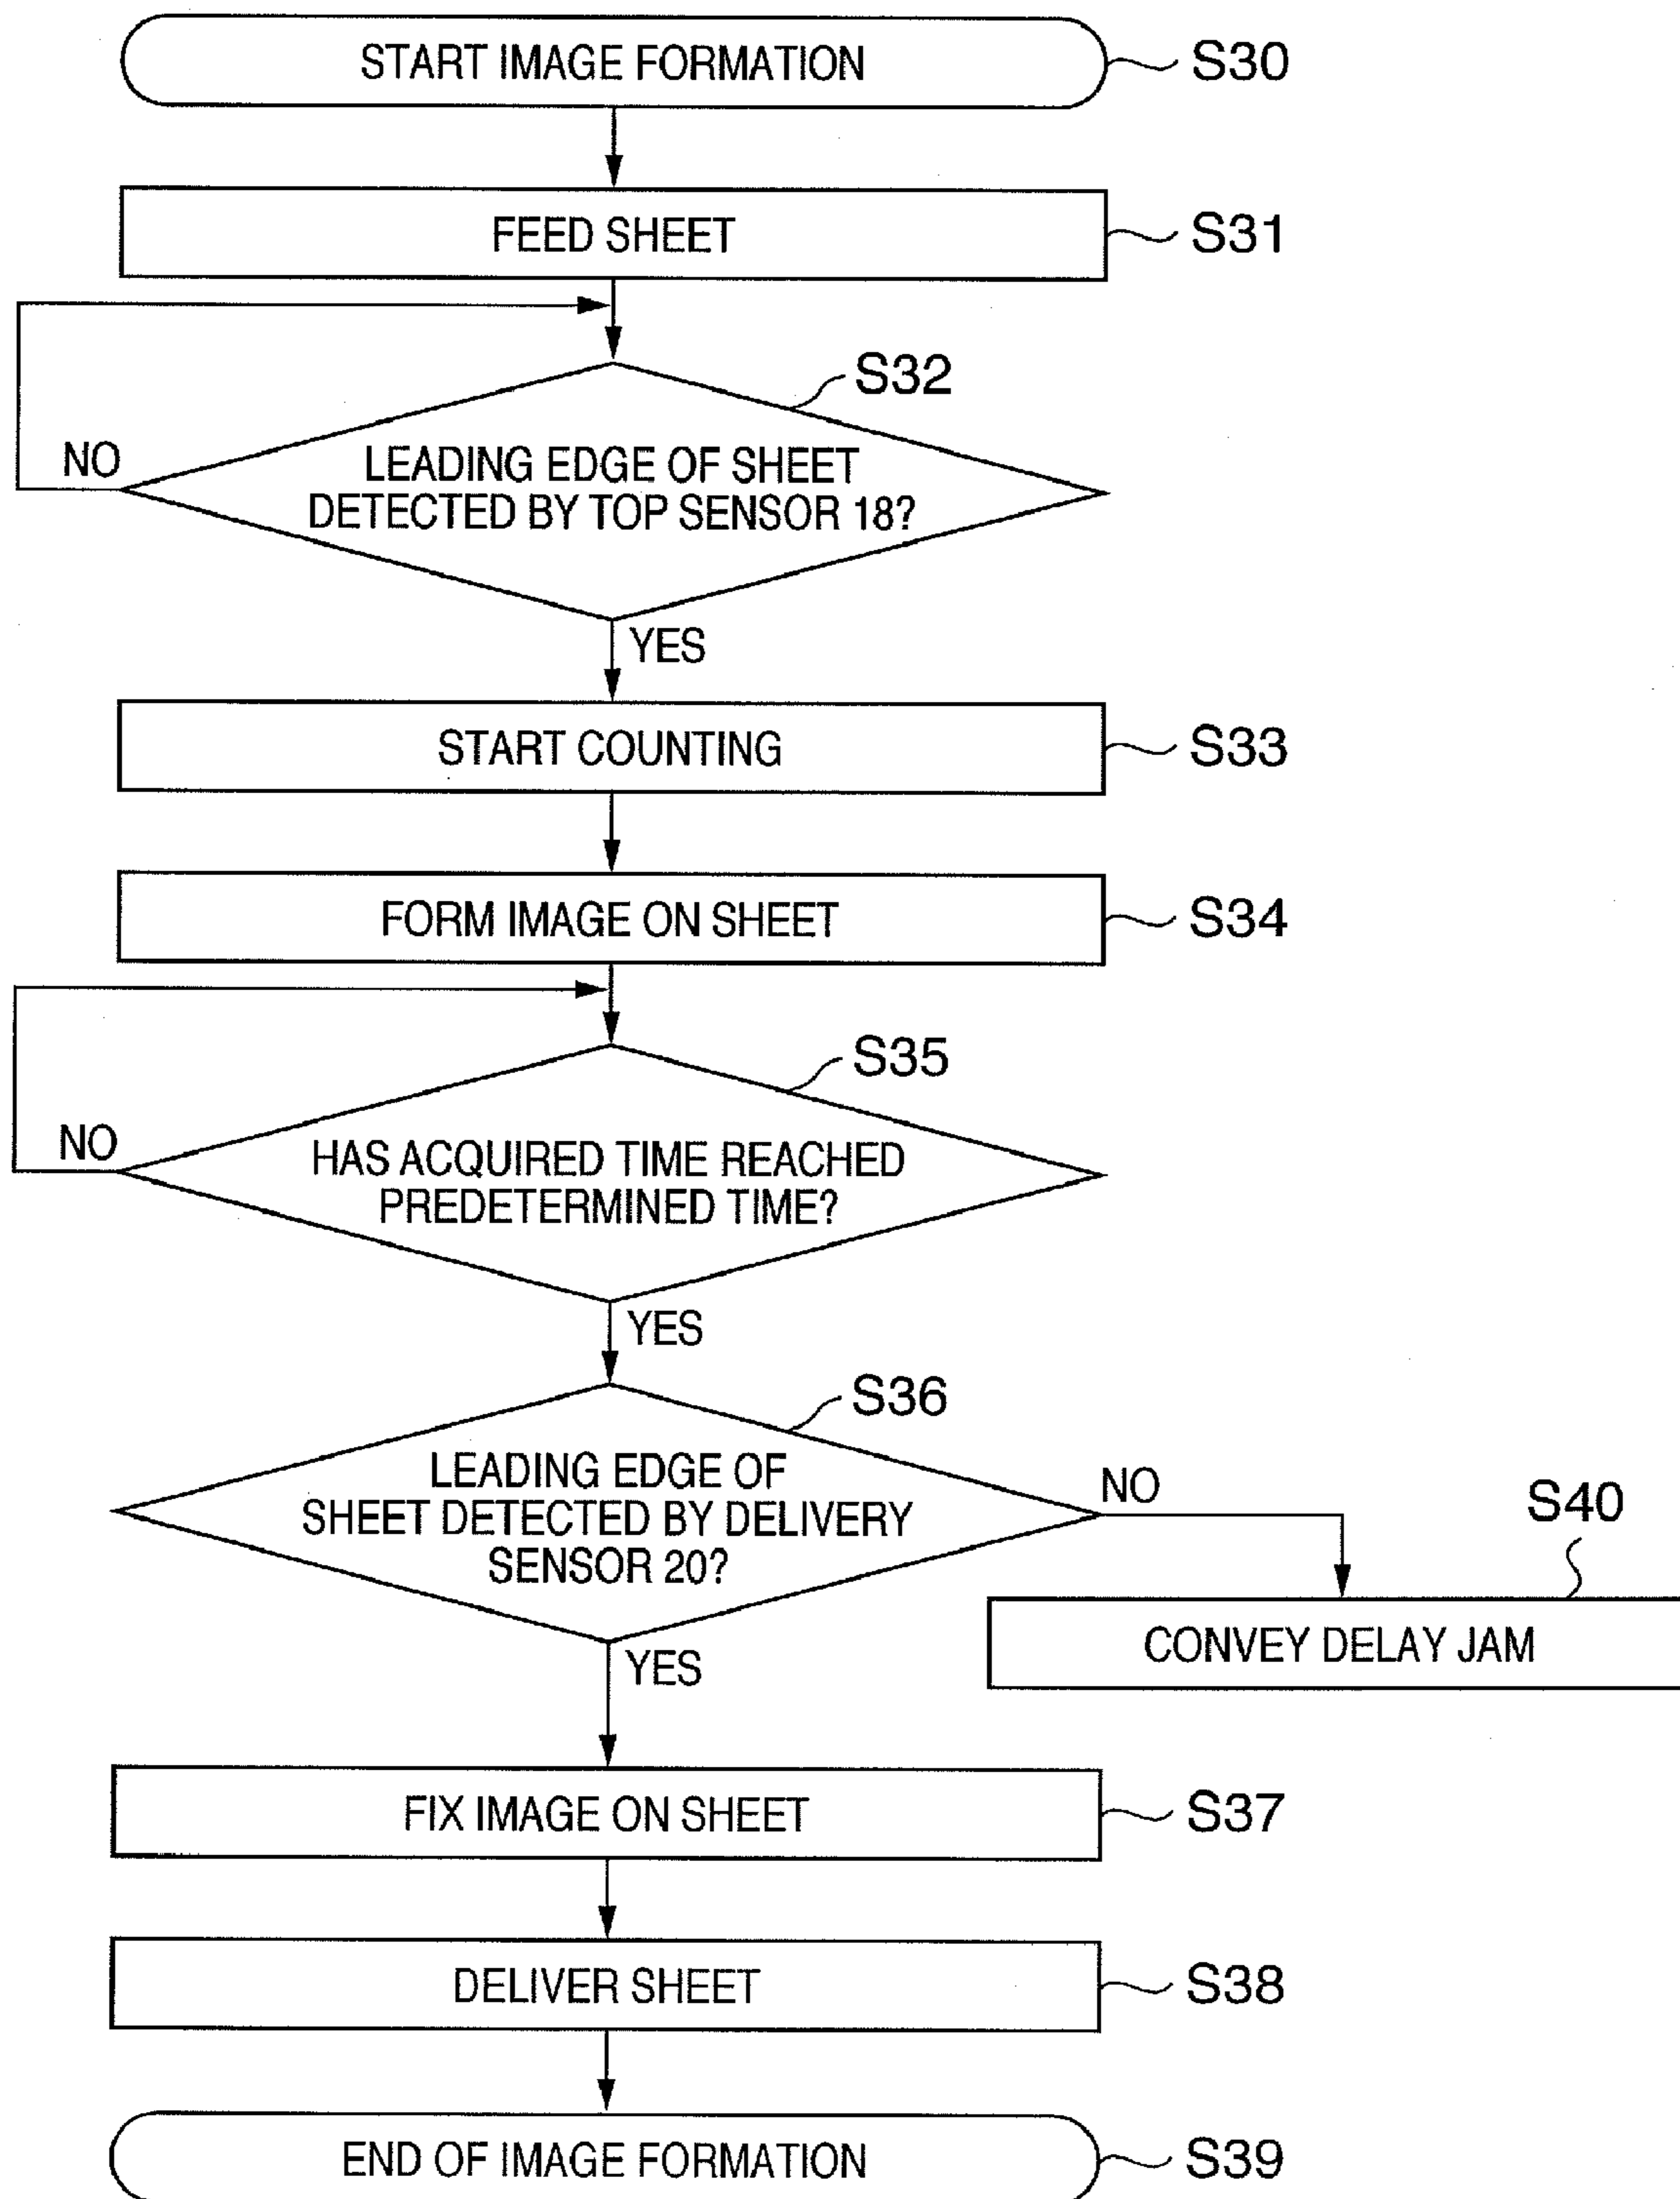 START IMAGE FORMATION
S30
FEED SHEET
S31
S32
NO
LEADING EDGE OF SHEET
DETECTED BY TOP SENSOR 18?
YES
START COUNTING
S33
FORM IMAGE ON SHEET
S34
S35
NO
HAS ACQUIRED TIME REACHED
PREDETERMINED TIME?
YES
S36
LEADING EDGE OF
SHEET DETECTED BY DELIVERY
SENSOR 20?
NO
S40
CONVEY DELAY JAM
YES
FIX IMAGE ON SHEET
S37
DELIVER SHEET
S38
END OF IMAGE FORMATION
S39